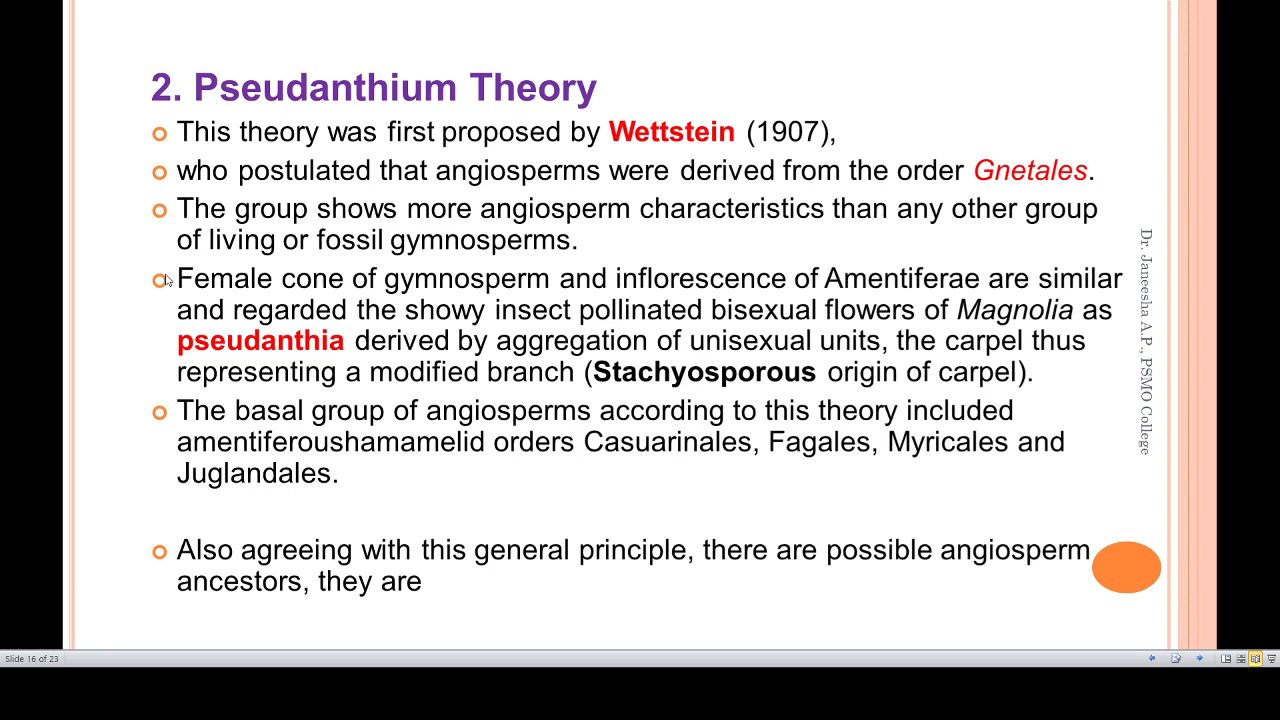 2. Pseudanthium Theory
This theory was first proposed by Wettstein (1907),
who postulated that angiosperms were derived from the order Gnetales.
The group shows more angiosperm characteristics than any other group
of living or fossil gymnosperms.
Female cone of gymnosperm and inflorescence of Amentiferae are similar
and regarded the showy insect pollinated bisexual flowers of Magnolia as
pseudanthia derived by aggregation of unisexual units, the carpel thus
representing a modified branch (Stachyosporous origin of carpel).
The basal group of angiosperms according to this theory included
amentiferoushamamelid orders Casuarinales, Fagales, Myricales and
Juglandales.
Also agreeing with this general principle, there are possible angiosperm
ancestors, they are
Dr. Janeesha A.P., PSMO College
Slide 16 of 23